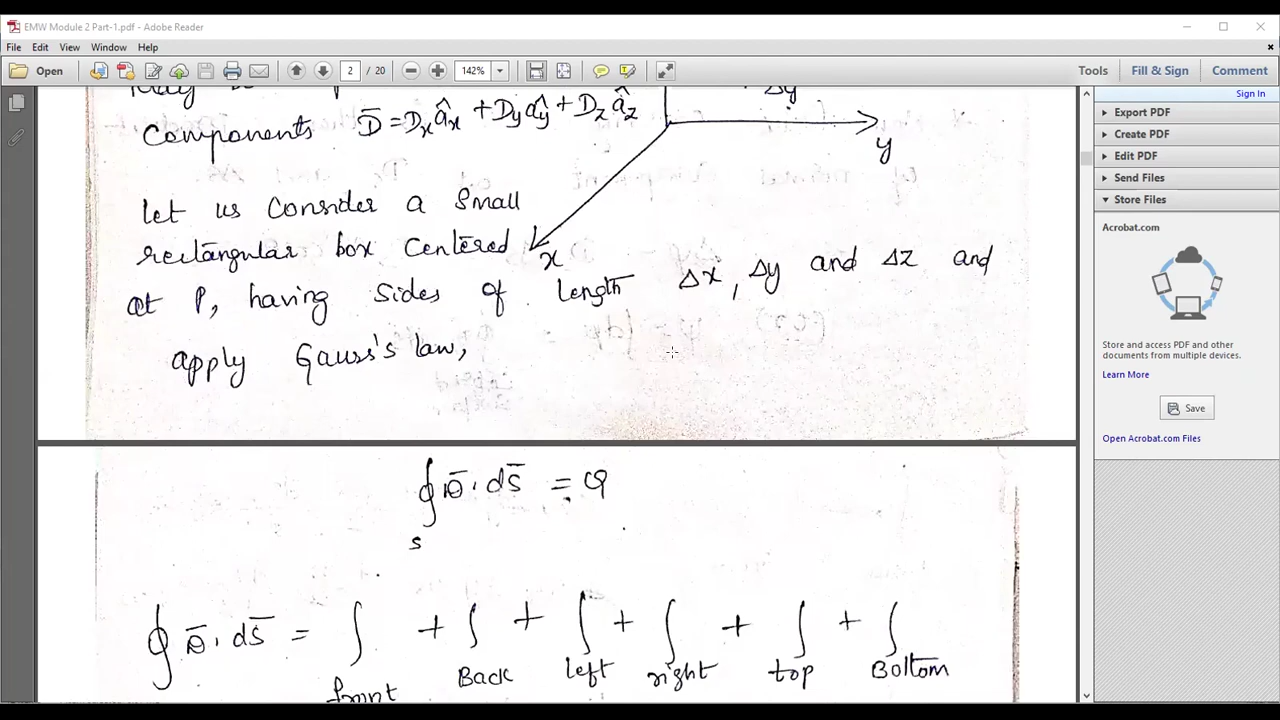 EMW Module 2 Part-1.pdf - Adobe Reader
File Edit View Window Help
Open 2 / 20 142% Tools Fill & Sign Comment
Sign In
Export PDF
Create PDF
Edit PDF
Send Files
Store Files
Acrobat.com
Store and access PDF and other
documents from multiple devices.
Learn More
Save
Open Acrobat.com Files
Δy
Components D̄ = Dx âx + Dy ây + Dz âz
y
let us Consider a Small
rectangular box Centered
x
at P, having Sides of length Δx, Δy and Δz and
apply Gauss's law,
∮ D̄ . dS̄ = Q
S
∮ D̄ . dS̄ = ∫ + ∫ + ∫ + ∫ + ∫ + ∫
front Back left right top Bottom